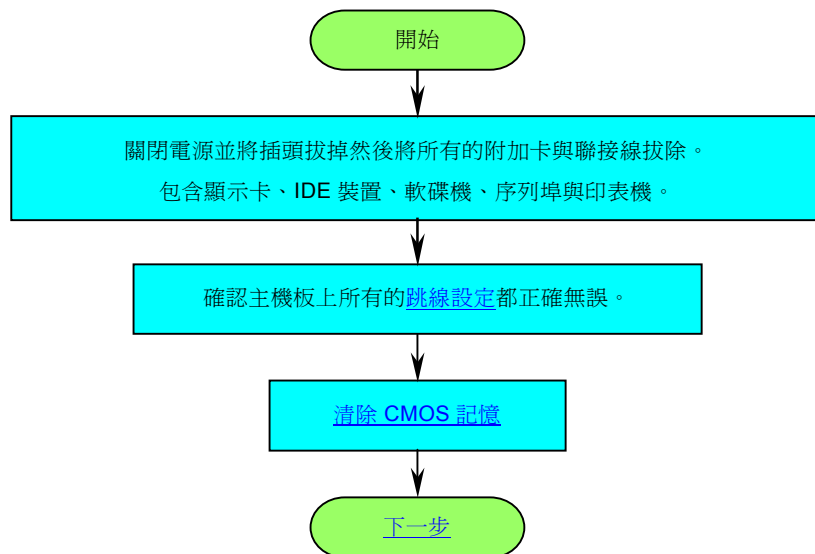 開始
關閉電源並將插頭拔掉然後將所有的附加卡與聯接線拔除。
包含顯示卡、IDE 裝置、軟碟機、序列埠與印表機。
確認主機板上所有的跳線設定都正確無誤。
清除 CMOS 記憶
下一步